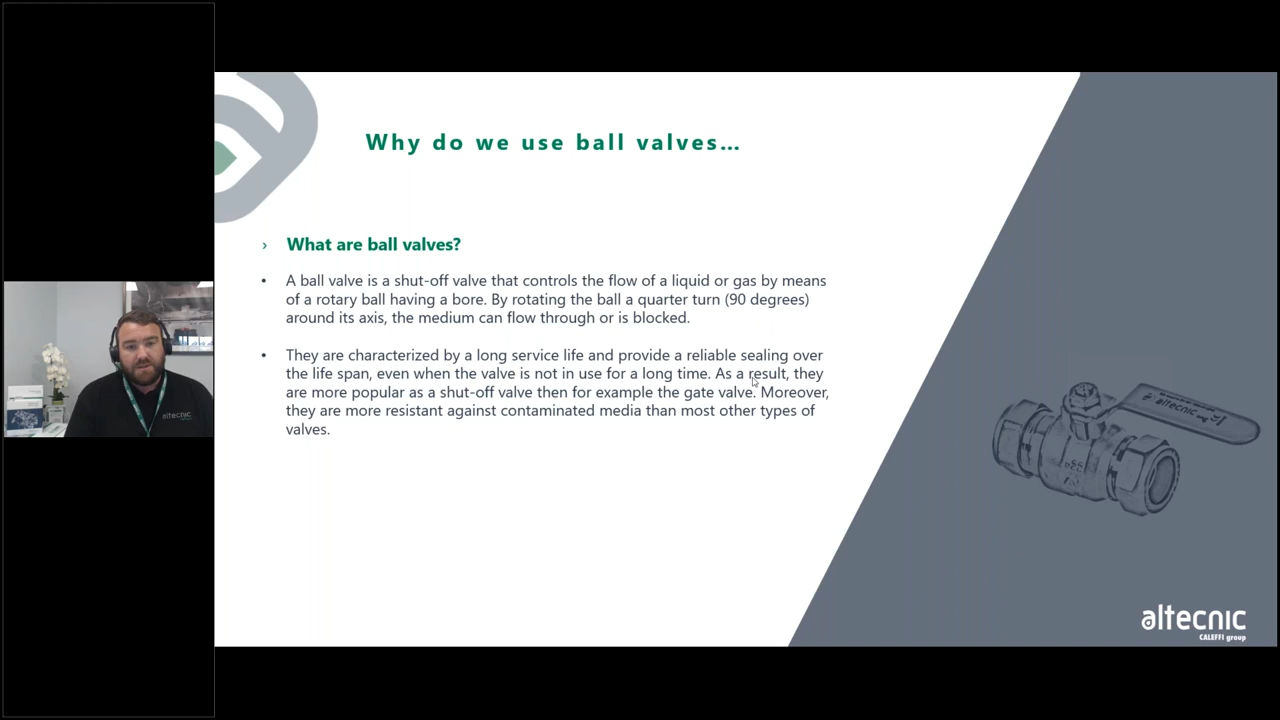 Why do we use ball valves...
› What are ball valves?
• A ball valve is a shut-off valve that controls the flow of a liquid or gas by means
of a rotary ball having a bore. By rotating the ball a quarter turn (90 degrees)
around its axis, the medium can flow through or is blocked.
• They are characterized by a long service life and provide a reliable sealing over
the life span, even when the valve is not in use for a long time. As a result, they
are more popular as a shut-off valve then for example the gate valve. Moreover,
they are more resistant against contaminated media than most other types of
valves.
altecnic
altecnic
altecnic
CALEFFI group